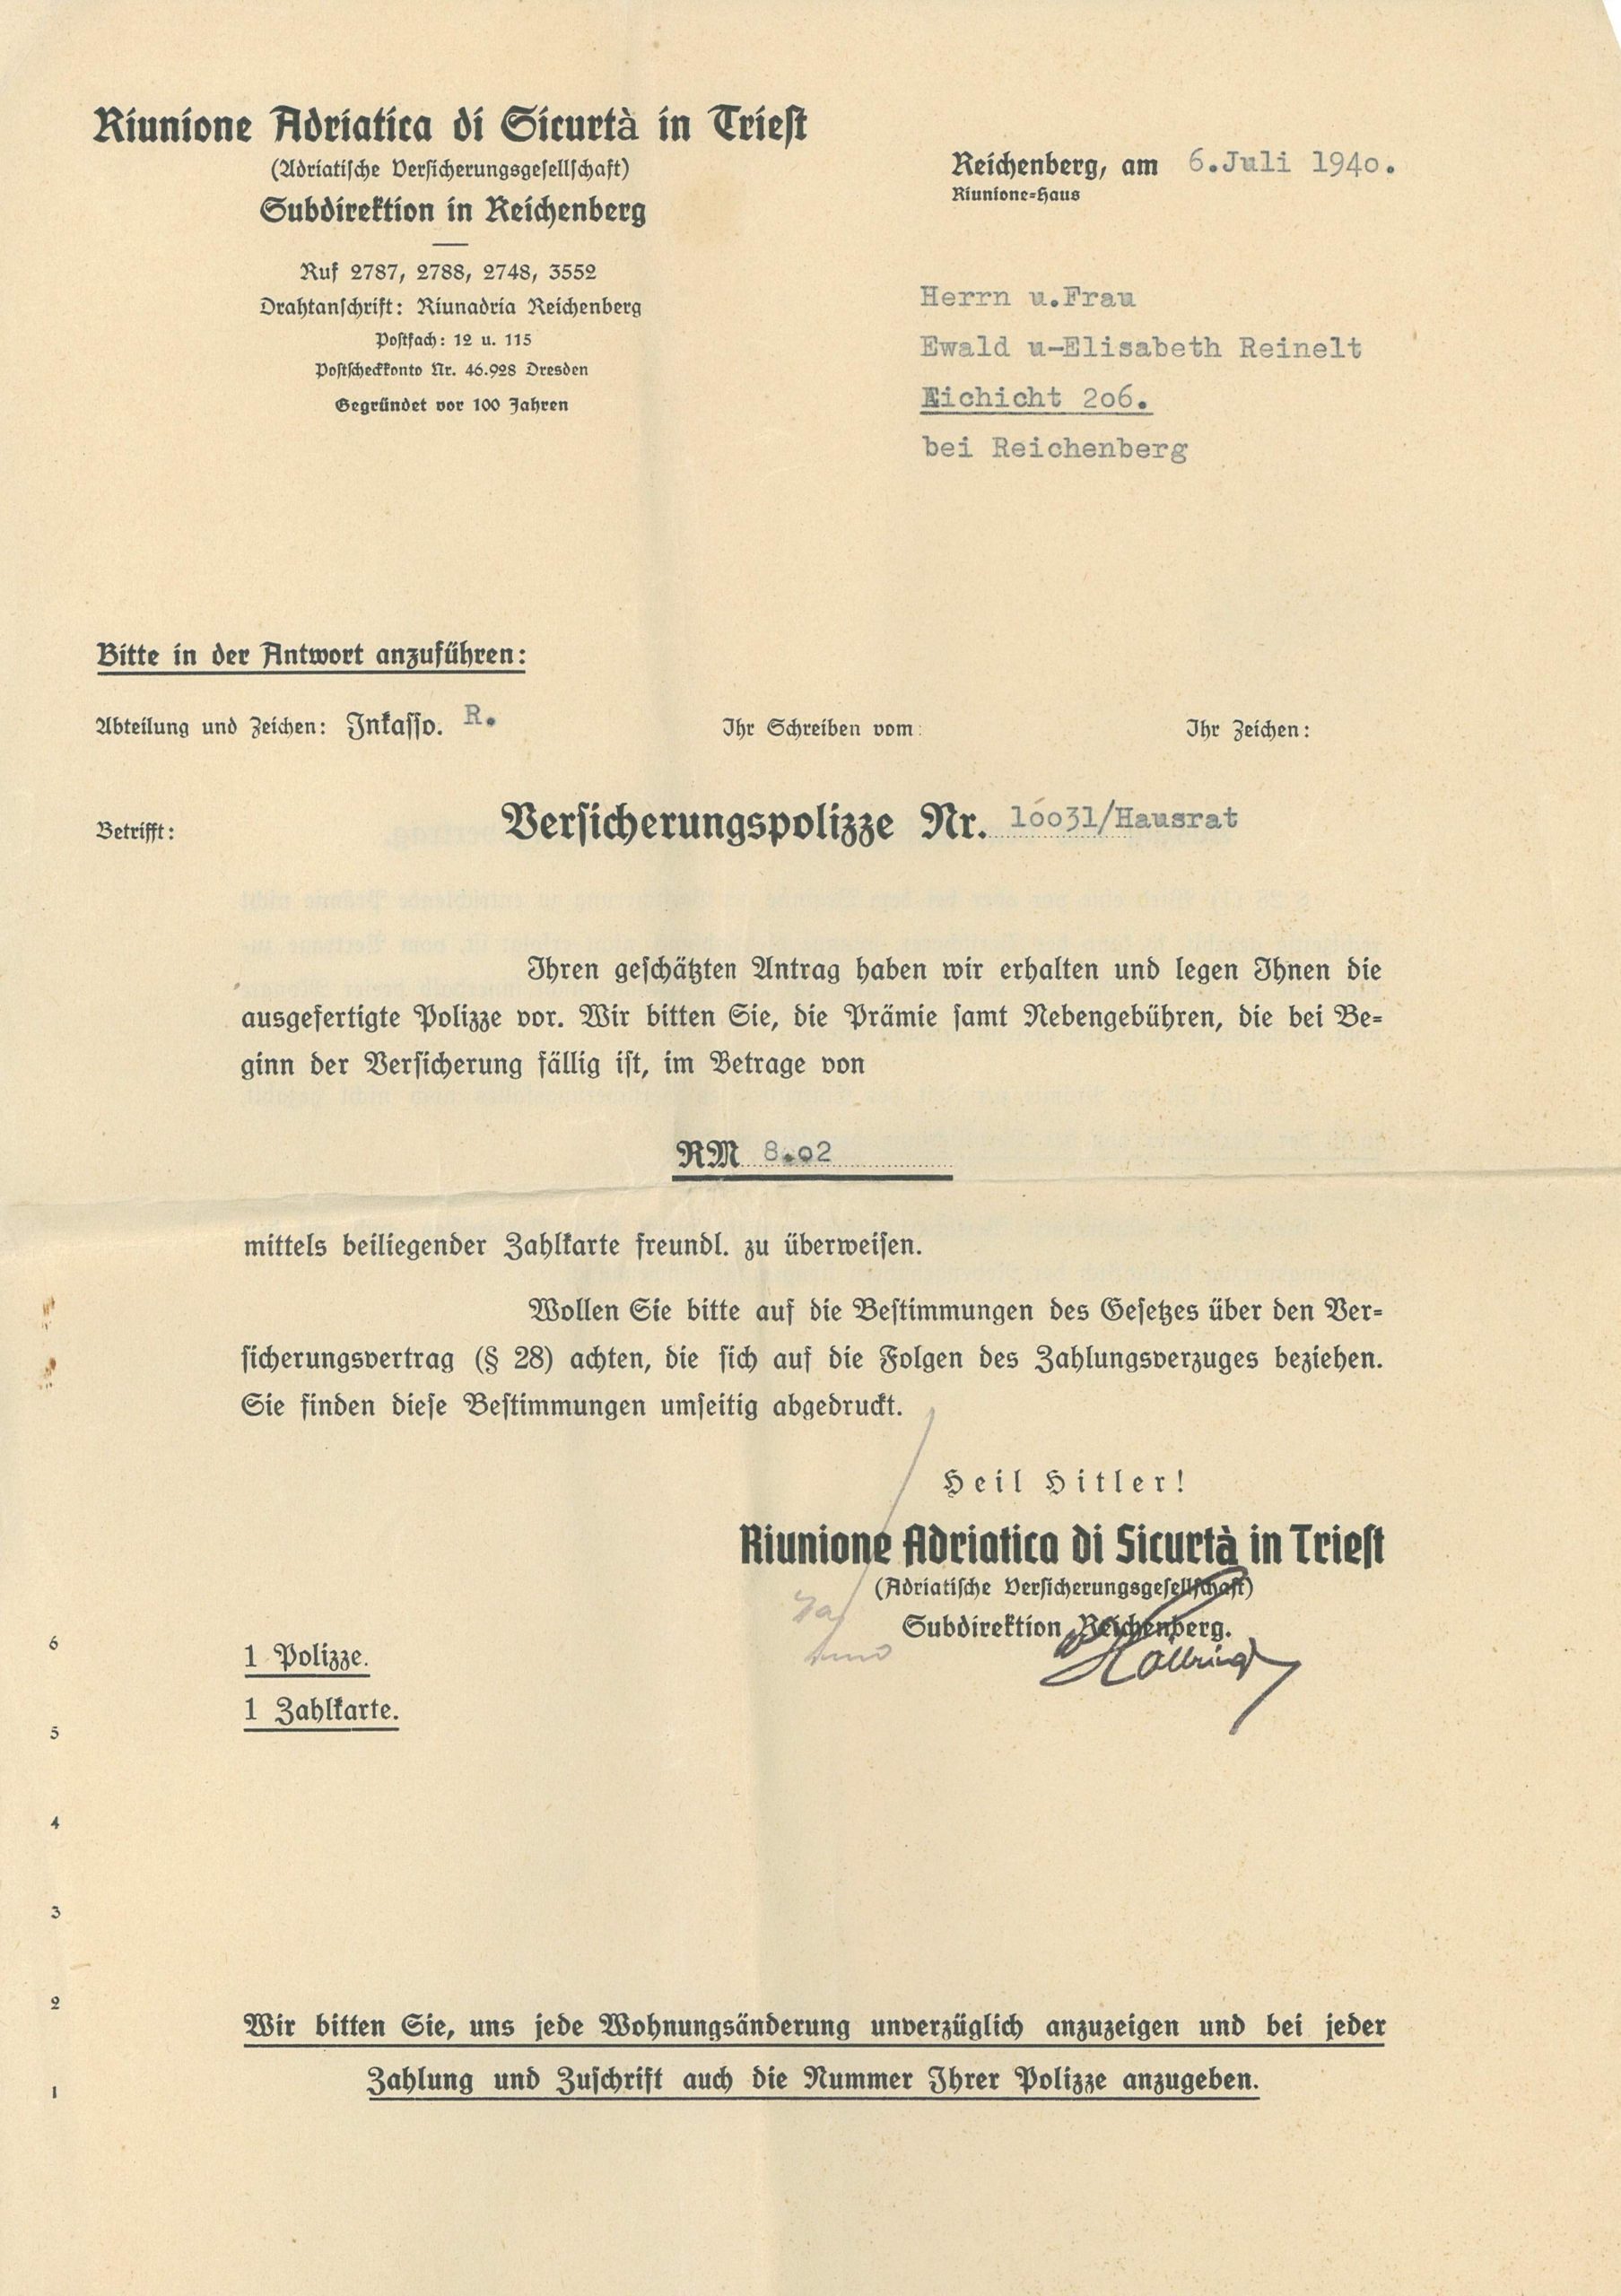 Riunione Adriatica di Sicurtà in Triest
(Adriatische Versicherungsgesellschaft)
Subdirektion in Reichenberg
Ruf 2787, 2788, 2748, 3552
Drahtanschrift: Riunadria Reichenberg
Postfach: 12 u. 115
Postscheckkonto Nr. 46.928 Dresden
Gegründet vor 100 Jahren
Reichenberg, am 6.Juli 1940.
Riunione-Haus
Herrn u.Frau
Ewald u-Elisabeth Reinelt
Eichicht 206.
bei Reichenberg
Bitte in der Antwort anzuführen:
Abteilung und Zeichen: Inkasso. R. Ihr Schreiben vom: Ihr Zeichen:
Betrifft: Versicherungspolizze Nr. 10031/Hausrat
Ihren geschätzten Antrag haben wir erhalten und legen Ihnen die
ausgefertigte Polizze vor. Wir bitten Sie, die Prämie samt Nebengebühren, die bei Be-
ginn der Versicherung fällig ist, im Betrage von
RM 8.02
mittels beiliegender Zahlkarte freundl. zu überweisen.
Wollen Sie bitte auf die Bestimmungen des Gesetzes über den Ver-
sicherungsvertrag (§ 28) achten, die sich auf die Folgen des Zahlungsverzuges beziehen.
Sie finden diese Bestimmungen umseitig abgedruckt.
Heil Hitler!
Riunione Adriatica di Sicurtà in Triest
(Adriatische Versicherungsgesellschaft)
Subdirektion Reichenberg.
1 Polizze.
1 Zahlkarte.
6
5
4
3
2
1
Wir bitten Sie, uns jede Wohnungsänderung unverzüglich anzuzeigen und bei jeder
Zahlung und Zuschrift auch die Nummer Ihrer Polizze anzugeben.